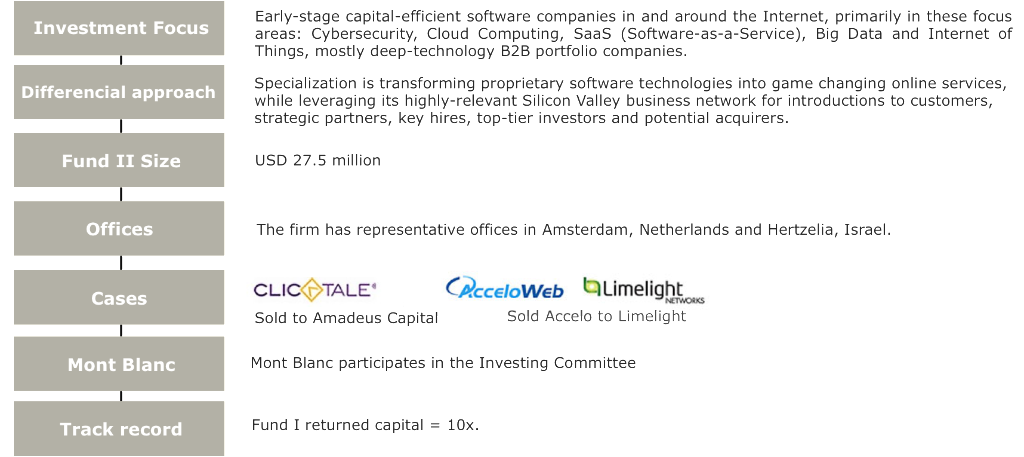 Investment Focus
Early-stage capital-efficient software companies in and around the Internet, primarily in these focus
areas: Cybersecurity, Cloud Computing, SaaS (Software-as-a-Service), Big Data and Internet of
Things, mostly deep-technology B2B portfolio companies.
Differencial approach
Specialization is transforming proprietary software technologies into game changing online services,
while leveraging its highly-relevant Silicon Valley business network for introductions to customers,
strategic partners, key hires, top-tier investors and potential acquirers.
Fund II Size
USD 27.5 million
Offices
The firm has representative offices in Amsterdam, Netherlands and Hertzelia, Israel.
Cases
CLICKTALE
AcceloWeb
Limelight
NETWORKS
Sold to Amadeus Capital
Sold Accelo to Limelight
Mont Blanc
Mont Blanc participates in the Investing Committee
Track record
Fund I returned capital = 10x.